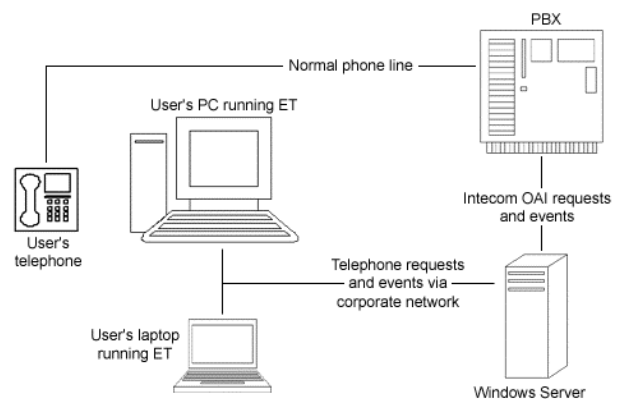 PBX
Normal phone line
User's PC running ET
User's
telephone
Intecom OAI requests
and events
Telephone requests
and events via
corporate network
User's laptop
running ET
Windows Server